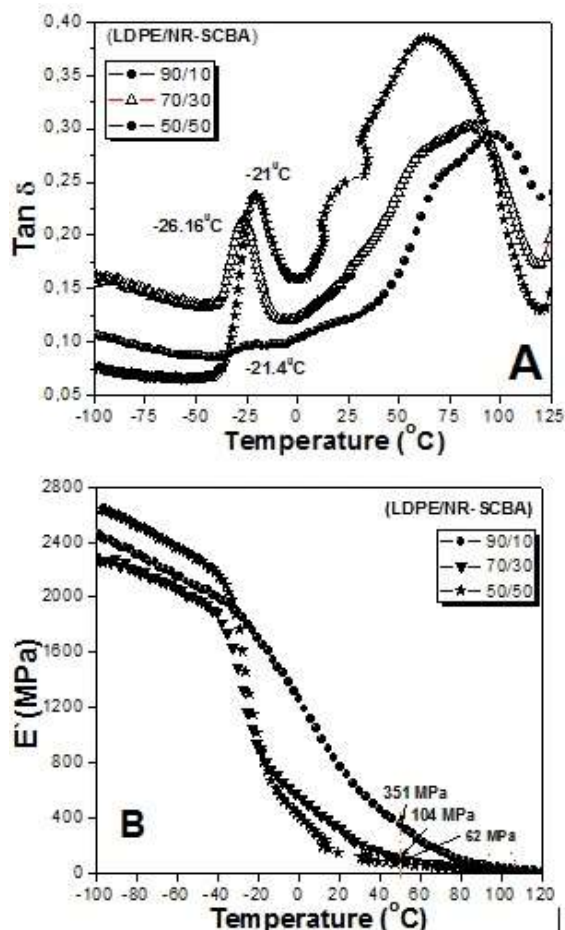 0,40
0,35
0,30
0,25
0,20
0,15
0,10
0,05
Tan δ
(LDPE/NR-SCBA)
90/10
70/30
50/50
-21°C
-26.16°C
-21.4°C
A
-100 -75 -50 -25 0 25 50 75 100 125
Temperature (°C)
2800
2400
2000
1600
1200
800
400
0
E` (MPa)
(LDPE/NR-SCBA)
90/10
70/30
50/50
351 MPa
104 MPa
62 MPa
B
-100 -80 -60 -40 -20 0 20 40 60 80 100 120
Temperature (°C)